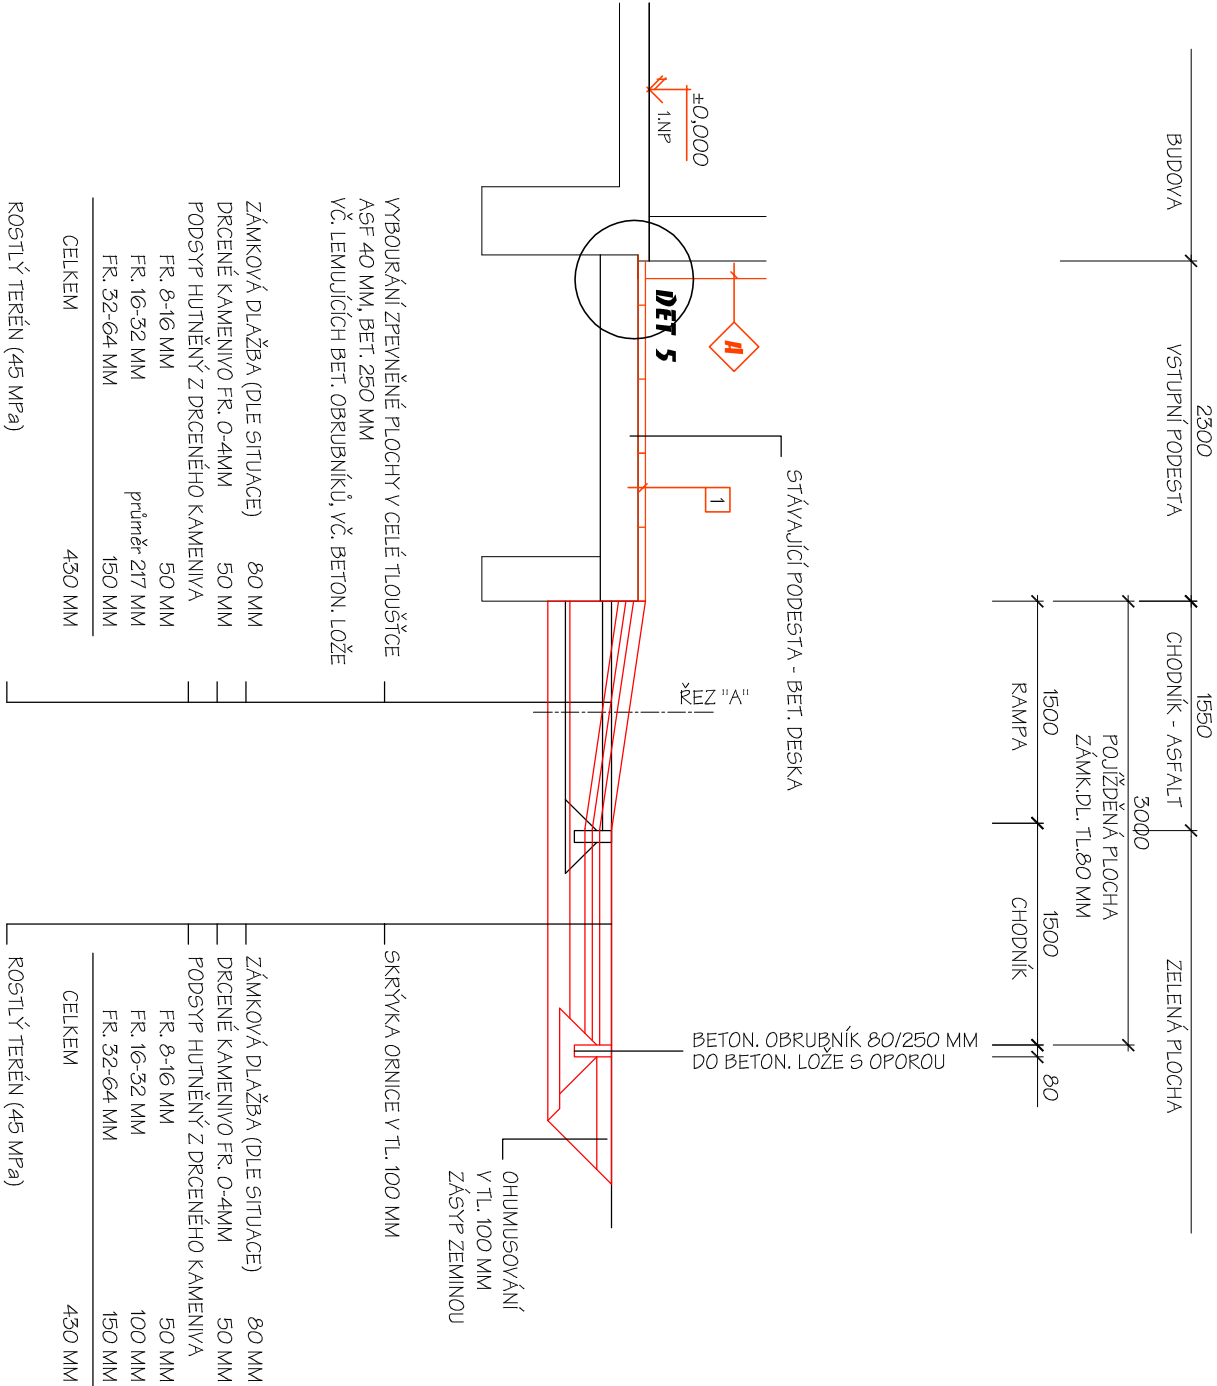 BUDOVA
VSTUPNÍ PODESTA
CHODNÍK - ASFALT
ZELENÁ PLOCHA
2300
1550
3000
POJÍŽDĚNÁ PLOCHA
ZÁMK.DL. TL.80 MM
1500
RAMPA
1500
CHODNÍK
80
±0,000
1.NP
H
DET 5
1
STÁVAJÍCÍ PODESTA - BET. DESKA
ŘEZ "A"
BETON. OBRUBNÍK 80/250 MM
DO BETON. LOŽE S OPOROU
OHUMUSOVÁNÍ
V TL. 100 MM
ZÁSYP ZEMINOU
VYBOURÁNÍ ZPEVNĚNÉ PLOCHY V CELÉ TLOUŠŤCE
ASF 40 MM, BET. 250 MM
VČ. LEMUJÍCÍCH BET. OBRUBNÍKŮ, VČ. BETON. LOŽE
ZÁMKOVÁ DLAŽBA (DLE SITUACE) 80 MM
DRCENÉ KAMENIVO FR. 0-4MM 50 MM
PODSYP HUTNĚNÝ Z DRCENÉHO KAMENIVA
FR. 8-16 MM 50 MM
FR. 16-32 MM průměr 217 MM
FR. 32-64 MM 150 MM
CELKEM 430 MM
ROSTLÝ TERÉN (45 MPa)
SKRÝVKA ORNICE V TL. 100 MM
ZÁMKOVÁ DLAŽBA (DLE SITUACE) 80 MM
DRCENÉ KAMENIVO FR. 0-4MM 50 MM
PODSYP HUTNĚNÝ Z DRCENÉHO KAMENIVA
FR. 8-16 MM 50 MM
FR. 16-32 MM 100 MM
FR. 32-64 MM 150 MM
CELKEM 430 MM
ROSTLÝ TERÉN (45 MPa)